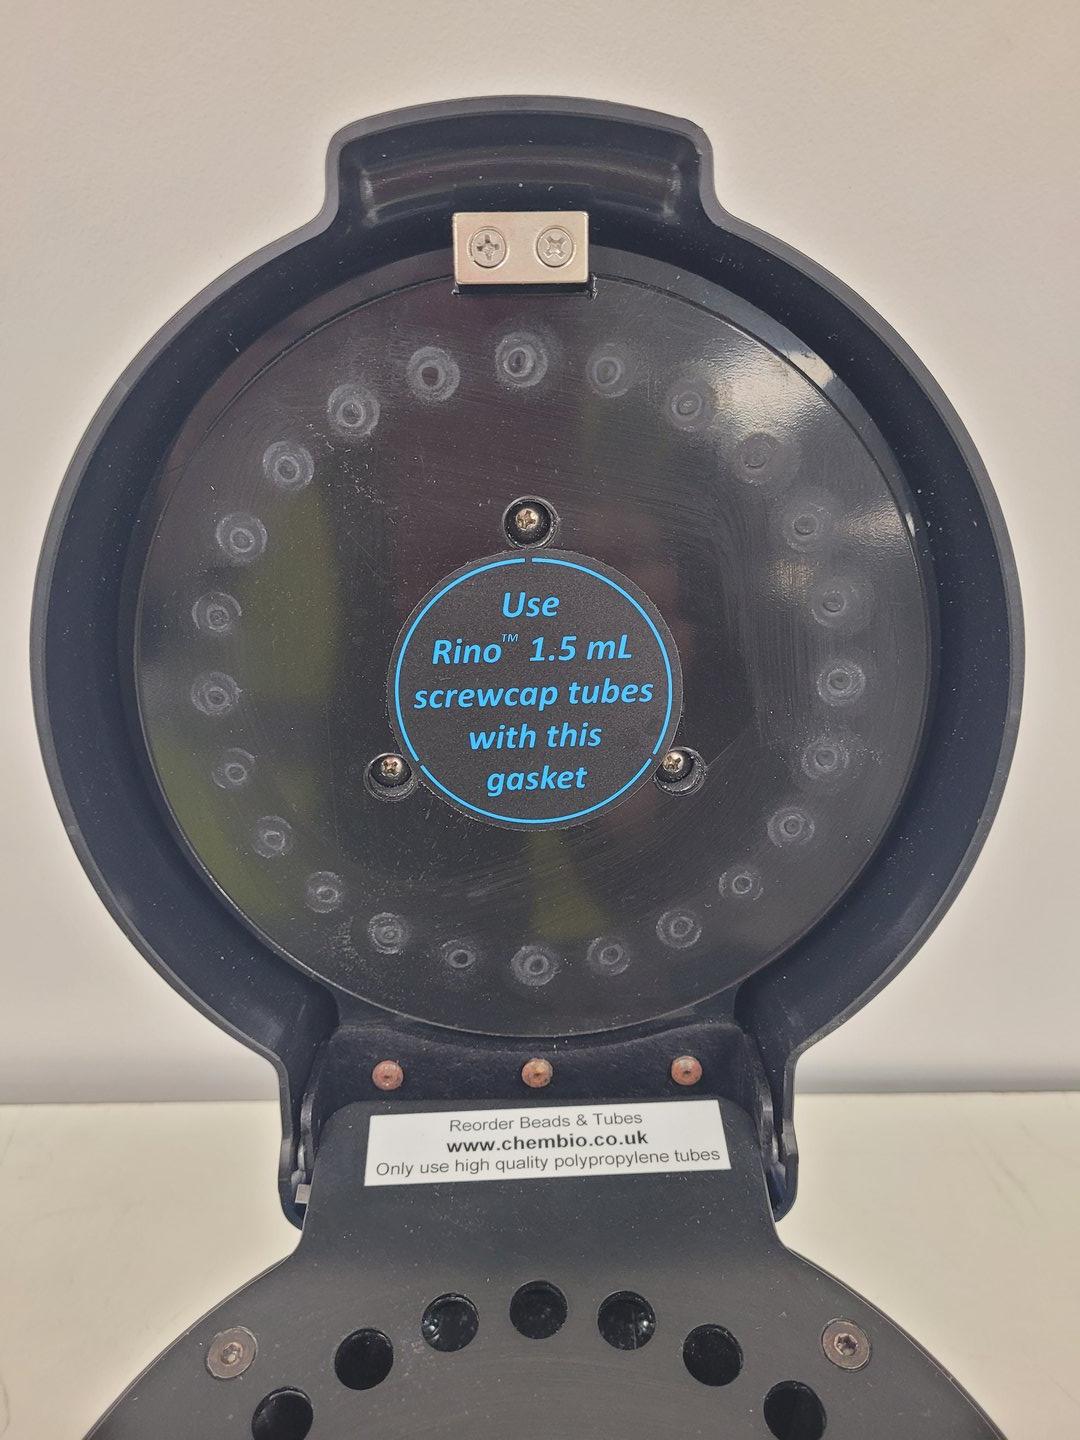 Use
Rino™ 1.5 mL
screwcap tubes
with this
gasket
Reorder Beads & Tubes
www.chembio.co.uk
Only use high quality polypropylene tubes